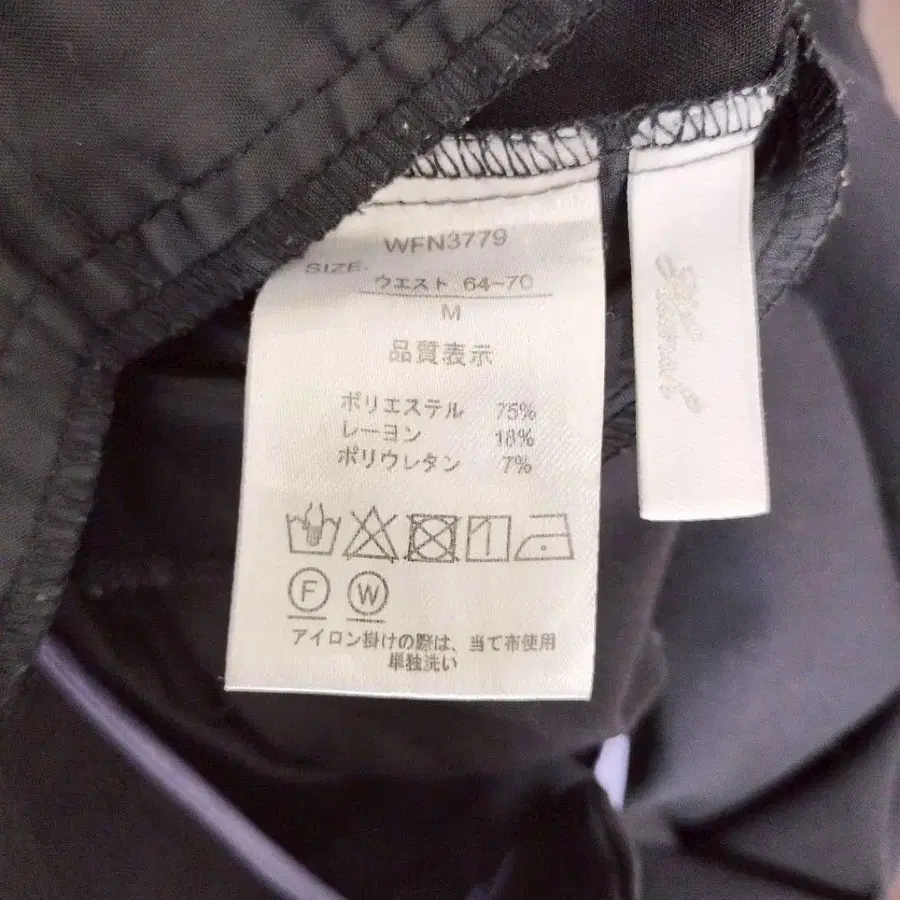 WFN3779
SIZE.
ウエスト 64~70
M
品質表示
ポリエステル 75%
レーヨン 18%
ポリウレタン 7%
F W
アイロン掛けの際は、当て布使用
単独洗い